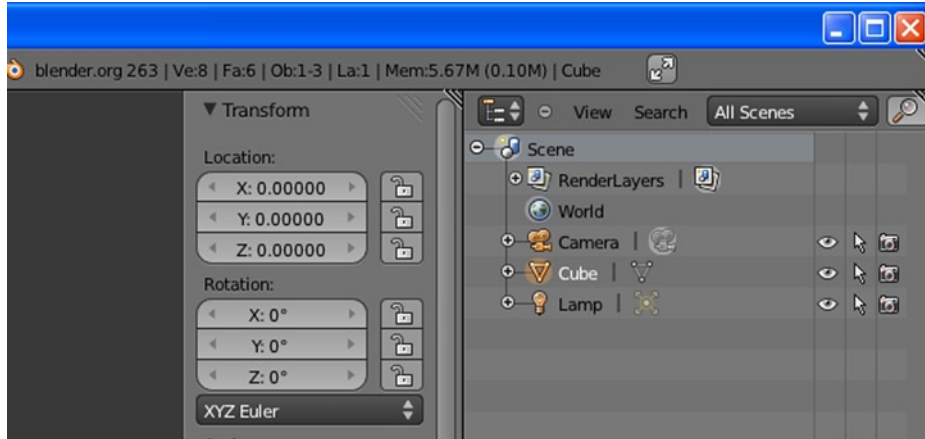 blender.org 263 | Ve:8 | Fa:6 | Ob:1-3 | La:1 | Mem:5.67M (0.10M) | Cube
Transform
Location:
X: 0.00000
Y: 0.00000
Z: 0.00000
Rotation:
X: 0°
Y: 0°
Z: 0°
XYZ Euler
View Search All Scenes
Scene
RenderLayers |
World
Camera |
Cube |
Lamp |